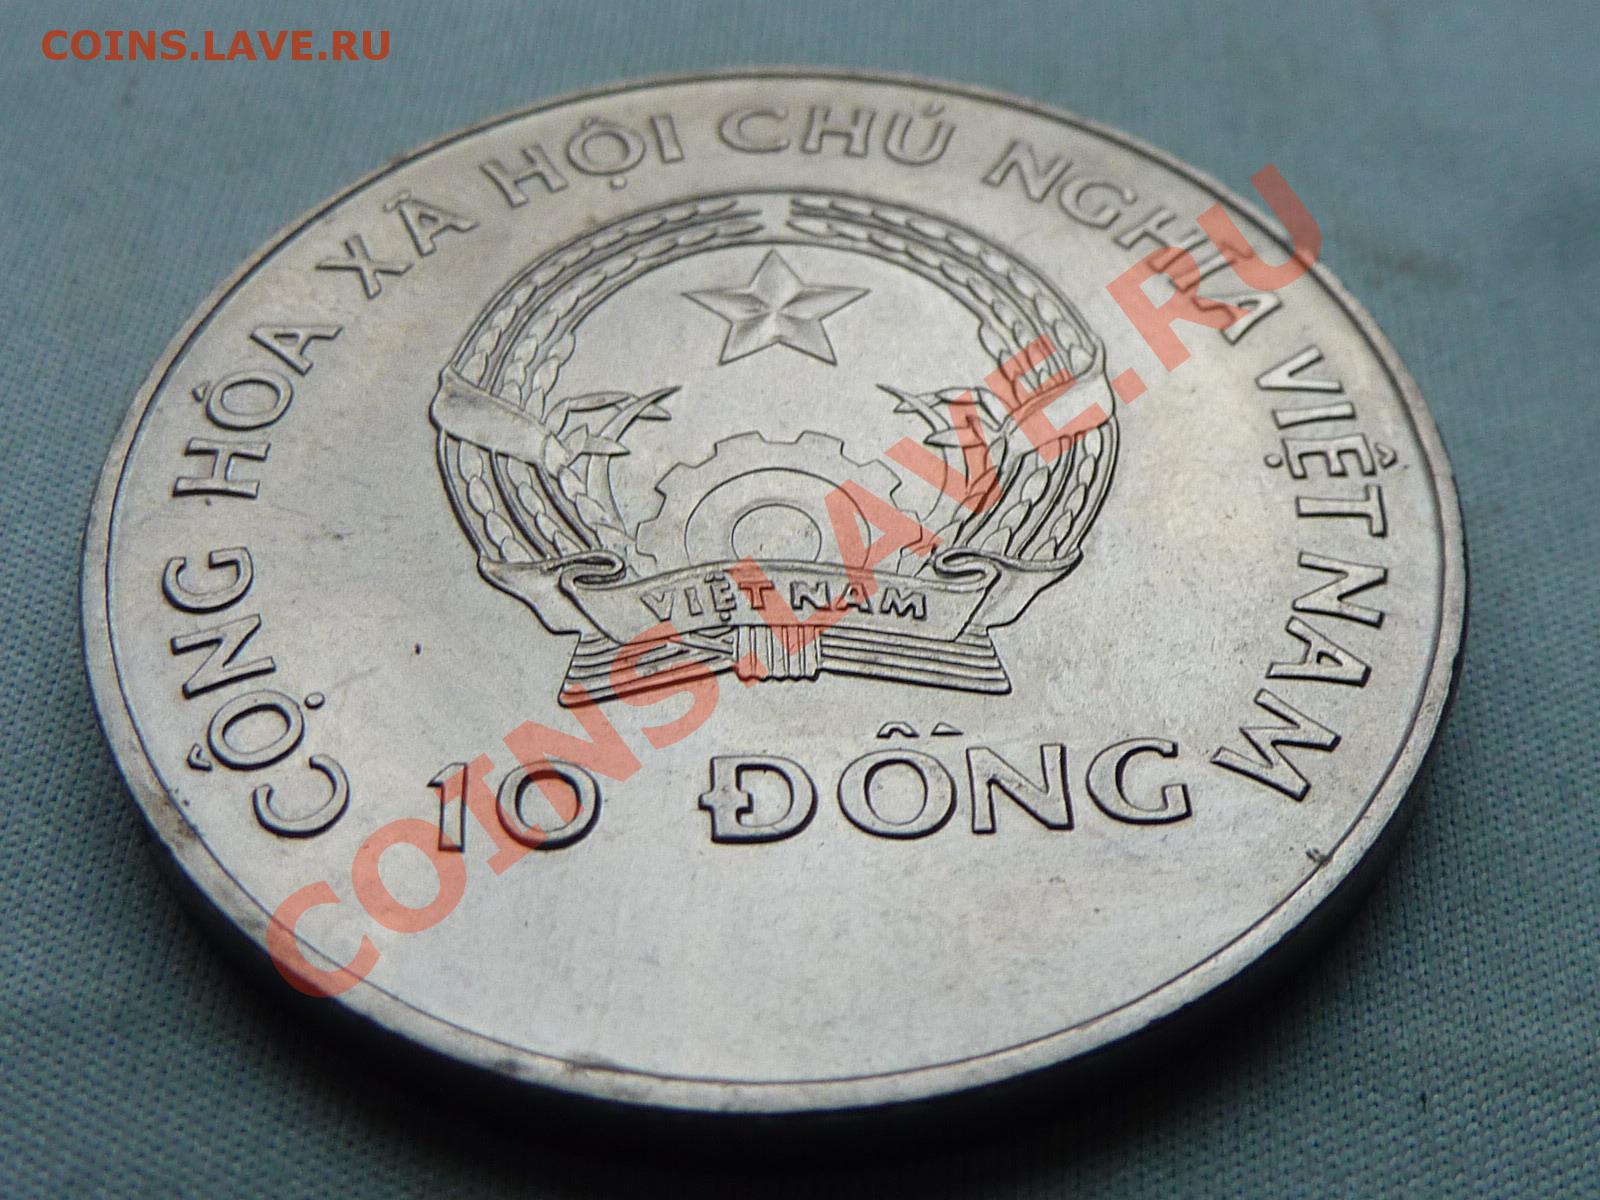 COINS.LAVE.RU
CỘNG HÒA XÃ HỘI CHỦ NGHĨA VIỆT NAM
VIỆT NAM
10 ĐỒNG
COINS.LAVE.RU